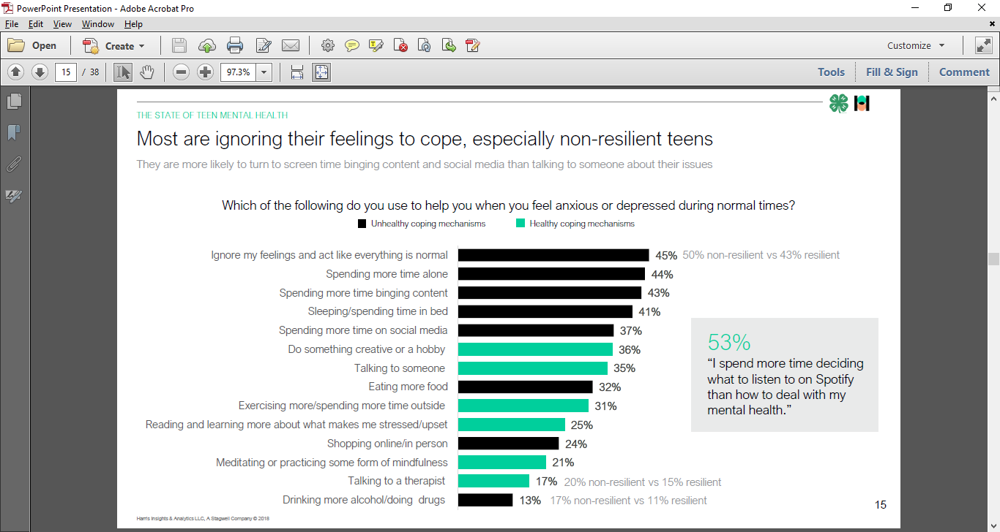 PowerPoint Presentation - Adobe Acrobat Pro
File Edit View Window Help
Open Create Customize
15 / 38 97.3% Tools Fill & Sign Comment
THE STATE OF TEEN MENTAL HEALTH
Most are ignoring their feelings to cope, especially non-resilient teens
They are more likely to turn to screen time binging content and social media than talking to someone about their issues
Which of the following do you use to help you when you feel anxious or depressed during normal times?
Unhealthy coping mechanisms Healthy coping mechanisms
Ignore my feelings and act like everything is normal 45% 50% non-resilient vs 43% resilient
Spending more time alone 44%
Spending more time binging content 43%
Sleeping/spending time in bed 41%
Spending more time on social media 37%
Do something creative or a hobby 36%
Talking to someone 35%
Eating more food 32%
Exercising more/spending more time outside 31%
Reading and learning more about what makes me stressed/upset 25%
Shopping online/in person 24%
Meditating or practicing some form of mindfulness 21%
Talking to a therapist 17% 20% non-resilient vs 15% resilient
Drinking more alcohol/doing drugs 13% 17% non-resilient vs 11% resilient
53%
“I spend more time deciding
what to listen to on Spotify
than how to deal with my
mental health.”
Harris Insights & Analytics LLC, A Stagwell Company © 2018
15